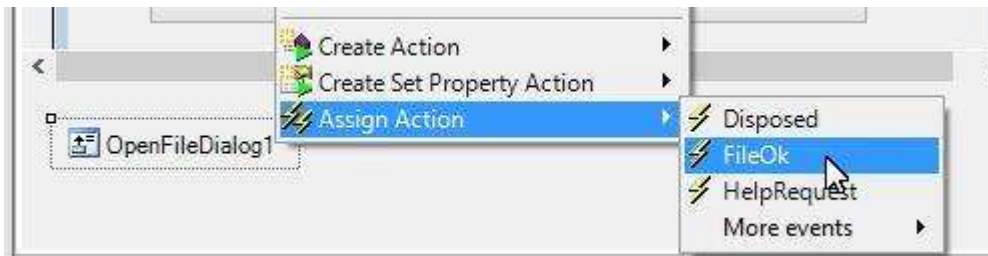 Create Action
Create Set Property Action
Assign Action
OpenFileDialog1
Disposed
FileOk
HelpRequest
More events